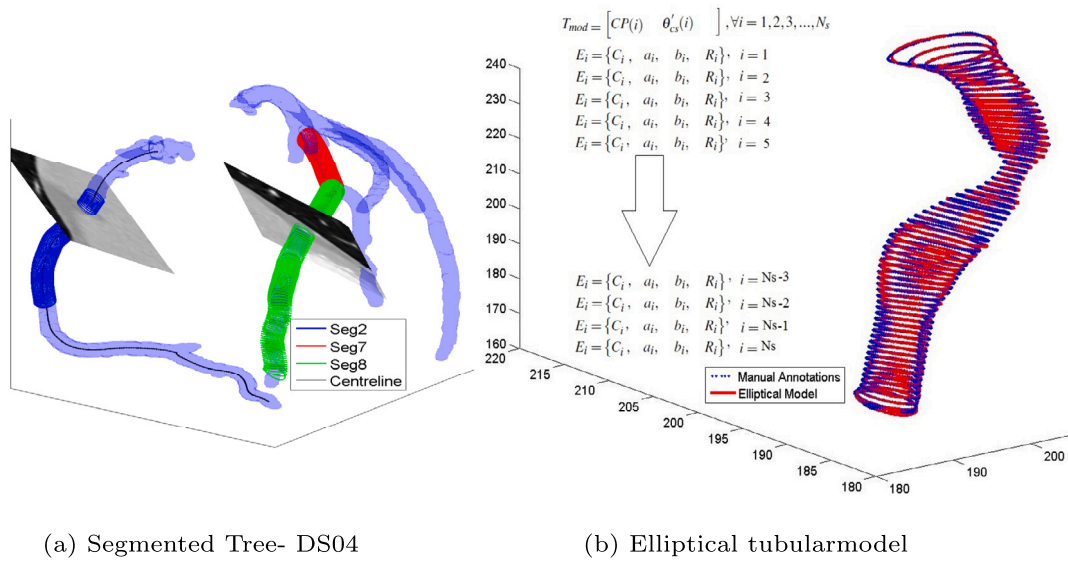 T_mod = [CP(i) θ'_cs(i) ], ∀i = 1,2,3,...,N_s
E_i = {C_i, a_i, b_i, R_i}, i = 1
E_i = {C_i, a_i, b_i, R_i}, i = 2
E_i = {C_i, a_i, b_i, R_i}, i = 3
E_i = {C_i, a_i, b_i, R_i}, i = 4
E_i = {C_i, a_i, b_i, R_i}, i = 5
E_i = {C_i, a_i, b_i, R_i}, i = Ns-3
E_i = {C_i, a_i, b_i, R_i}, i = Ns-2
E_i = {C_i, a_i, b_i, R_i}, i = Ns-1
E_i = {C_i, a_i, b_i, R_i}, i = Ns
240
230
220
210
200
190
180
170
160
220
215
210
205
200
195
190
185
180
180
190
200
Seg2
Seg7
Seg8
Centreline
Manual Annotations
Elliptical Model
(a) Segmented Tree- DS04
(b) Elliptical tubularmodel